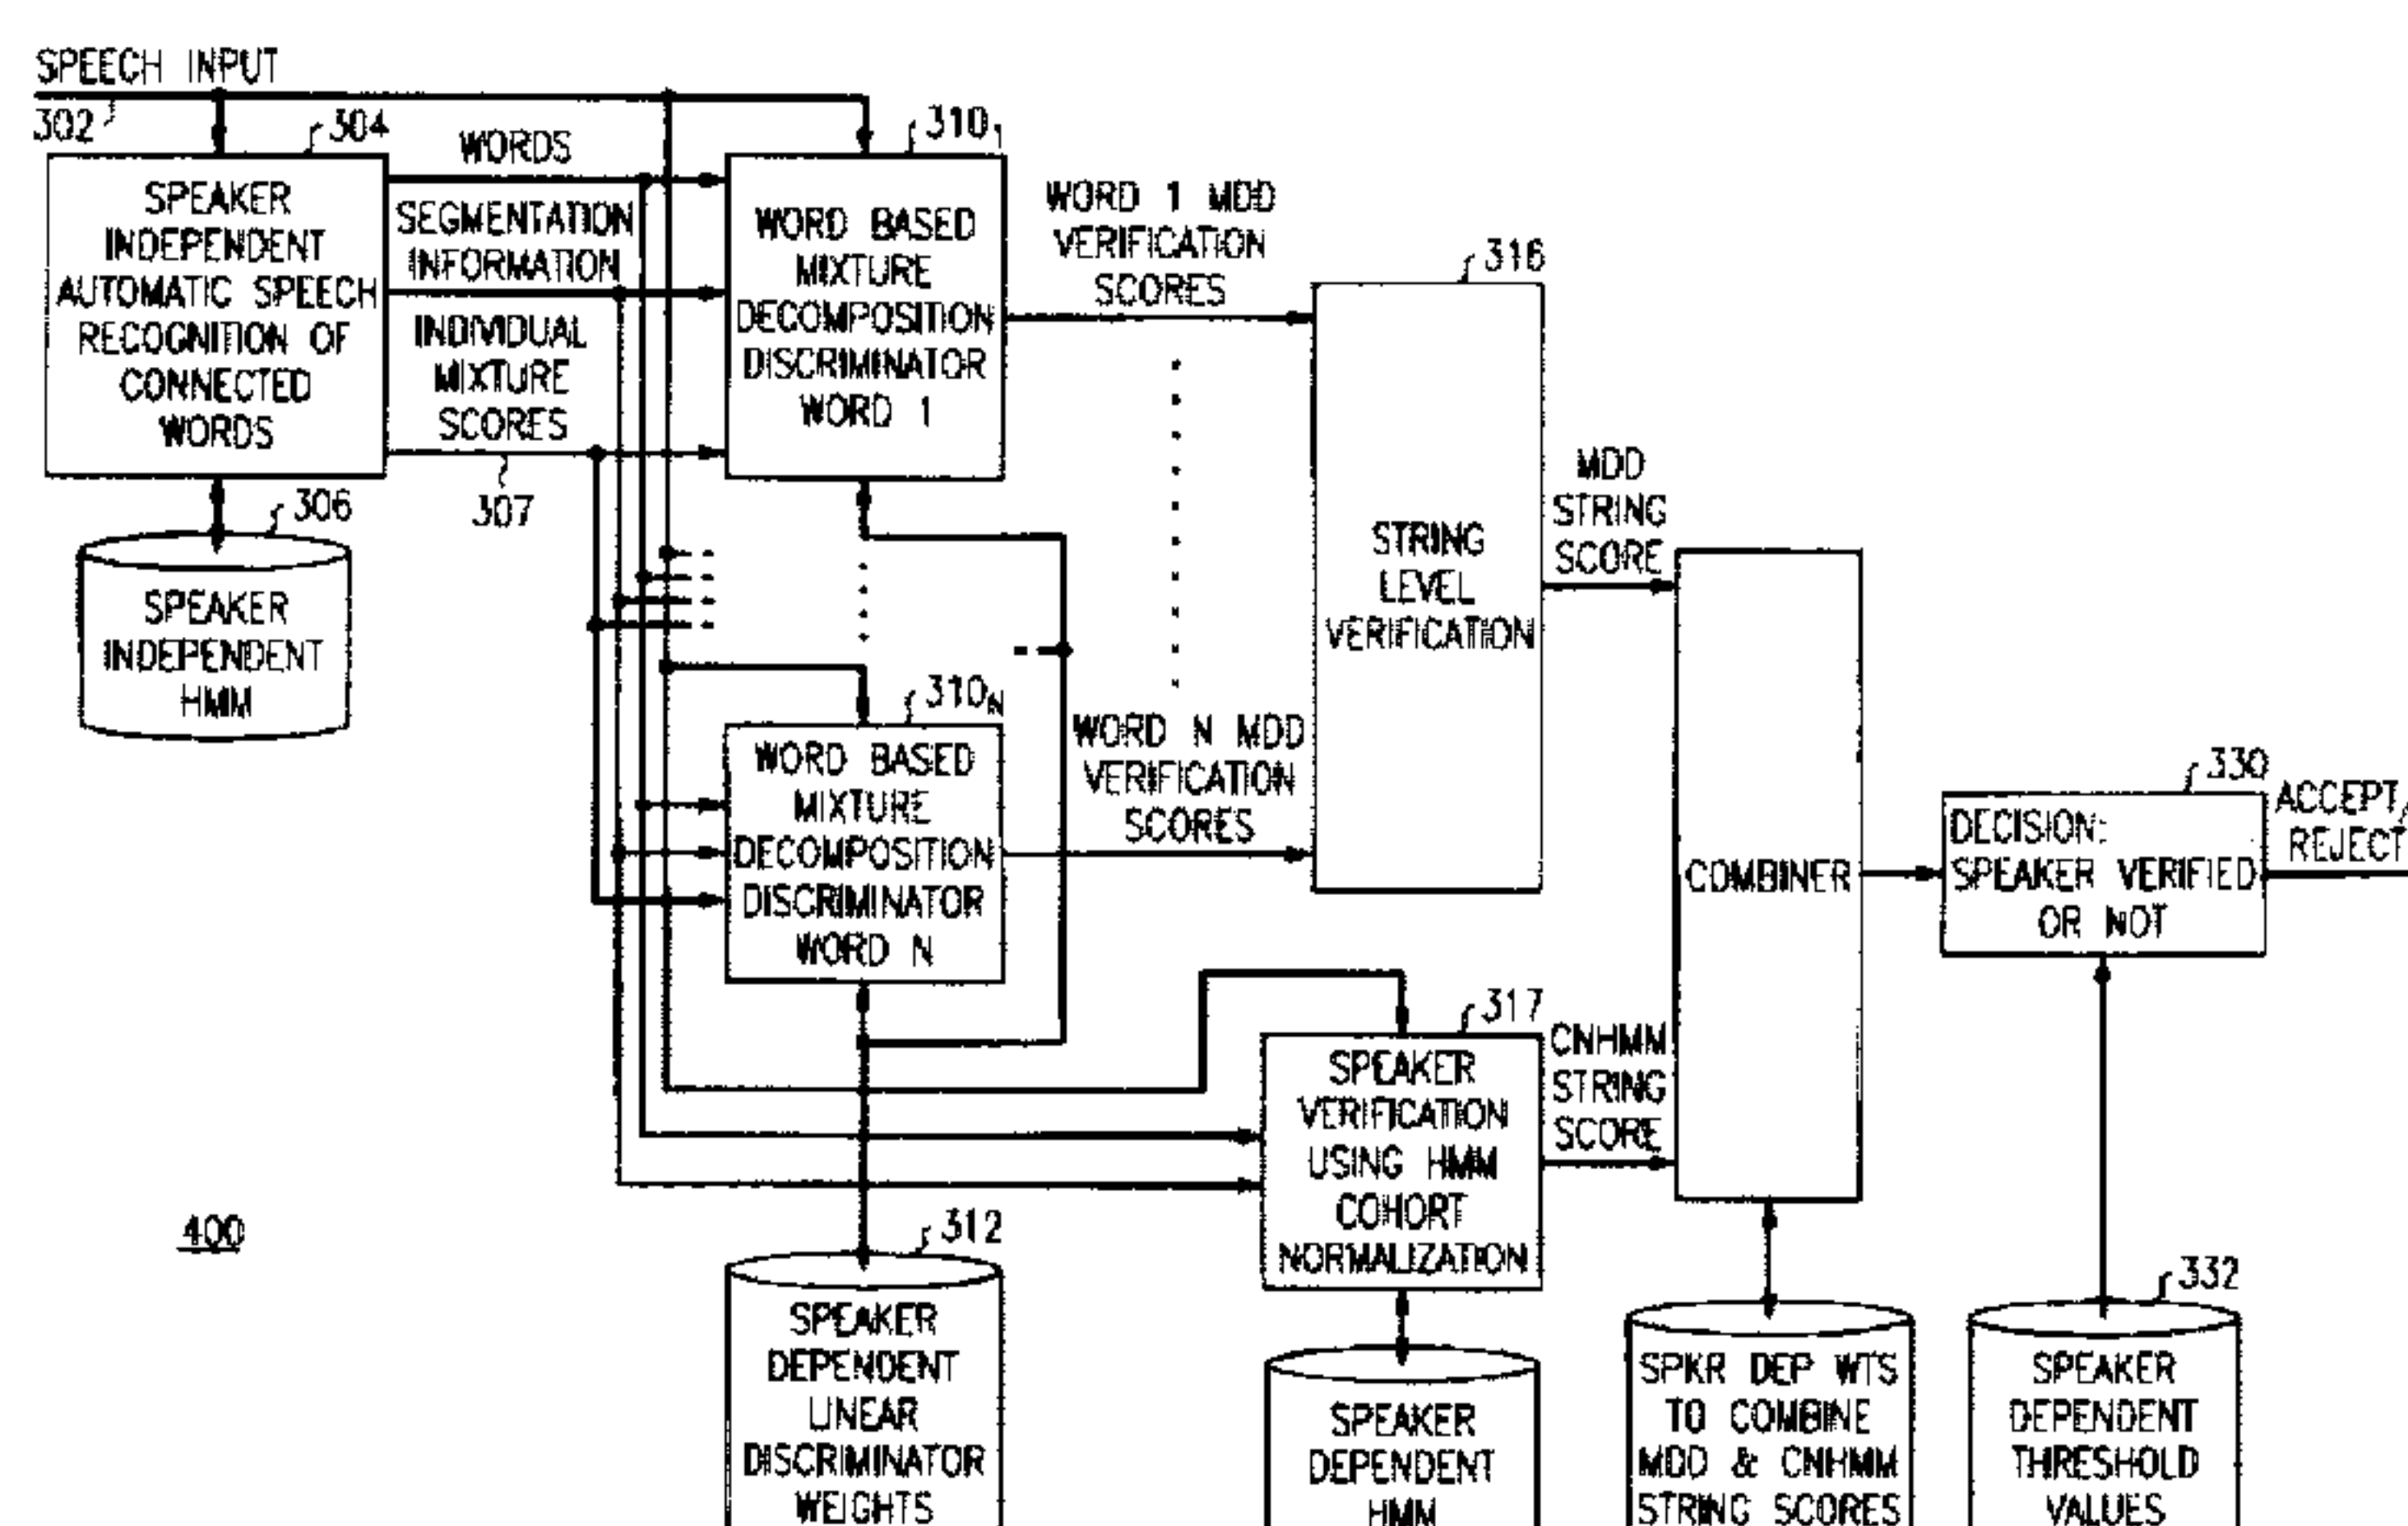 SPEECH INPUT
302
304
SPEAKER
INDEPENDENT
AUTOMATIC SPEECH
RECOGNITION OF
CONNECTED
WORDS
306
SPEAKER
INDEPENDENT
HMM
WORDS
SEGMENTATION
INFORMATION
INDIVIDUAL
MIXTURE
SCORES
307
310₁
WORD BASED
MIXTURE
DECOMPOSITION
DISCRIMINATOR
WORD 1
WORD 1 MDD
VERIFICATION
SCORES
310N
WORD BASED
MIXTURE
DECOMPOSITION
DISCRIMINATOR
WORD N
WORD N MDD
VERIFICATION
SCORES
316
STRING
LEVEL
VERIFICATION
MDD
STRING
SCORE
317
SPEAKER
VERIFICATION
USING HMM
COHORT
NORMALIZATION
CNHMM
STRING
SCORE
COMBINER
330
DECISION:
SPEAKER VERIFIED
OR NOT
ACCEPT/
REJECT
400
312
SPEAKER
DEPENDENT
LINEAR
DISCRIMINATOR
WEIGHTS
SPEAKER
DEPENDENT
HMM
SPKR DEP WTS
TO COMBINE
MDD & CNHMM
STRING SCORES
332
SPEAKER
DEPENDENT
THRESHOLD
VALUES